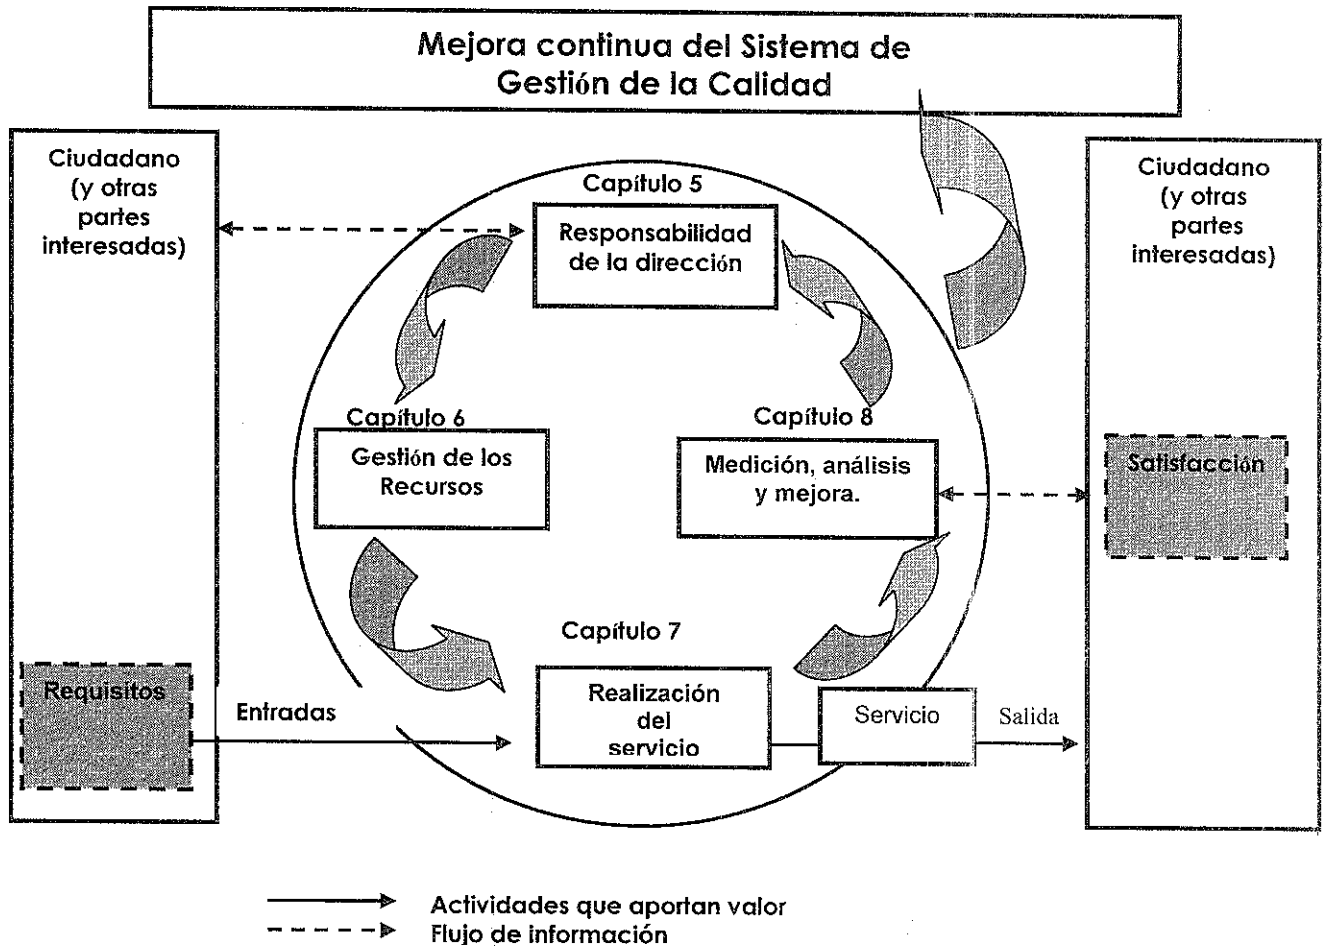 Mejora continua del Sistema de
Gestión de la Calidad
Ciudadano
(y otras
partes
interesadas)
Ciudadano
(y otras
partes
interesadas)
Capítulo 5
Responsabilidad
de la dirección
Capítulo 6
Gestión de los
Recursos
Capítulo 8
Medición, análisis
y mejora.
Satisfacción
Capítulo 7
Realización
del
servicio
Requisitos
Entradas
Servicio
Salida
Actividades que aportan valor
Flujo de información